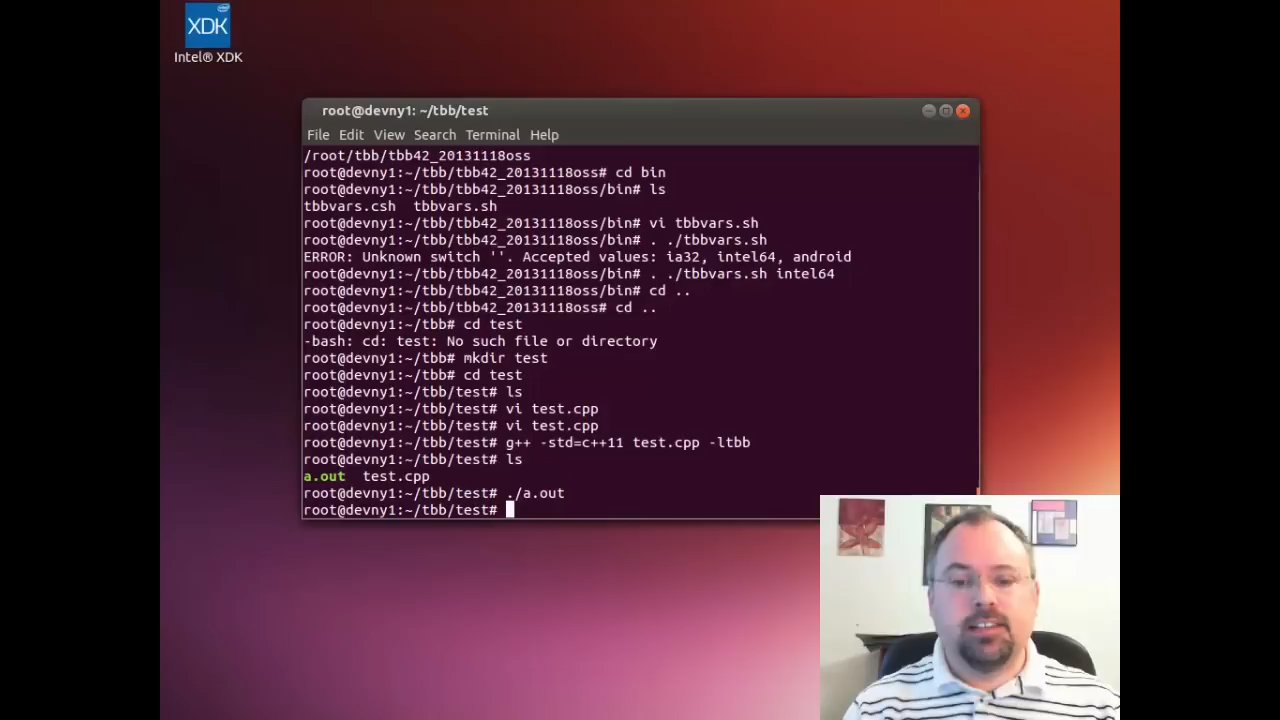 XDK
Intel® XDK
root@devny1: ~/tbb/test
File Edit View Search Terminal Help
/root/tbb/tbb42_20131118oss
root@devny1:~/tbb/tbb42_20131118oss# cd bin
root@devny1:~/tbb/tbb42_20131118oss/bin# ls
tbbvars.csh  tbbvars.sh
root@devny1:~/tbb/tbb42_20131118oss/bin# vi tbbvars.sh
root@devny1:~/tbb/tbb42_20131118oss/bin# . ./tbbvars.sh
ERROR: Unknown switch ''. Accepted values: ia32, intel64, android
root@devny1:~/tbb/tbb42_20131118oss/bin# . ./tbbvars.sh intel64
root@devny1:~/tbb/tbb42_20131118oss/bin# cd ..
root@devny1:~/tbb/tbb42_20131118oss# cd ..
root@devny1:~/tbb# cd test
-bash: cd: test: No such file or directory
root@devny1:~/tbb# mkdir test
root@devny1:~/tbb# cd test
root@devny1:~/tbb/test# ls
root@devny1:~/tbb/test# vi test.cpp
root@devny1:~/tbb/test# vi test.cpp
root@devny1:~/tbb/test# g++ -std=c++11 test.cpp -ltbb
root@devny1:~/tbb/test# ls
a.out  test.cpp
root@devny1:~/tbb/test# ./a.out
root@devny1:~/tbb/test#